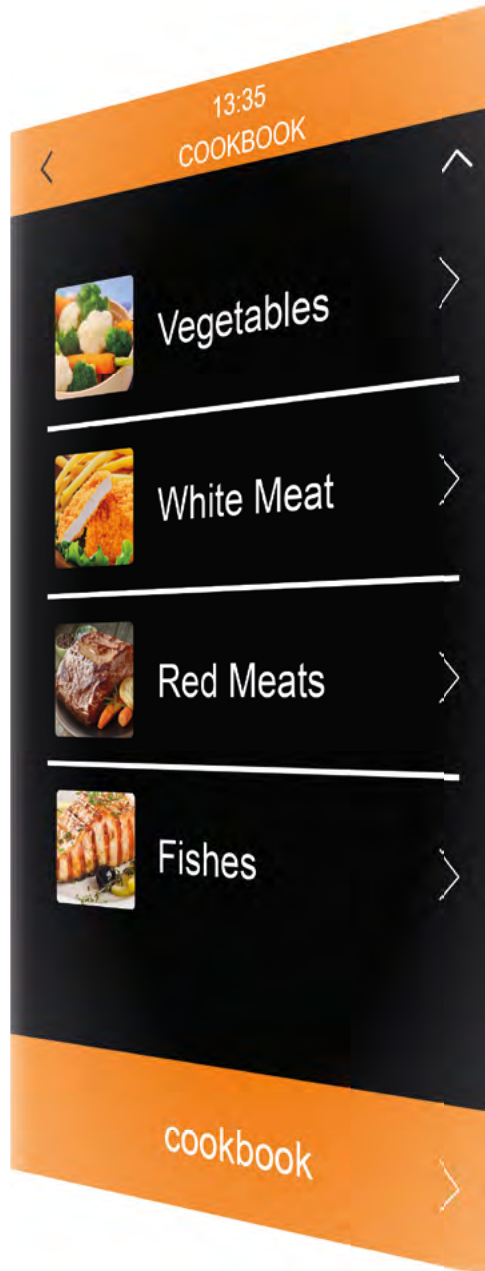 13:35
COOKBOOK
Vegetables
White Meat
Red Meats
Fishes
cookbook